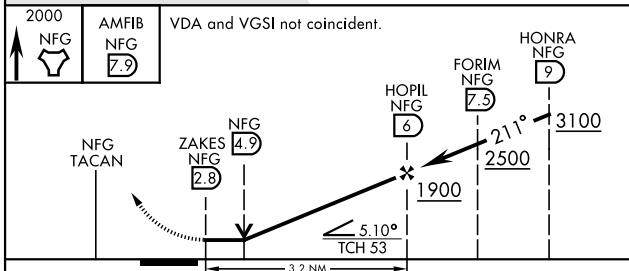 2000
NFG
AMFIB
NFG
7.9
VDA and VGSI not coincident.
HONRA
NFG
9
FORIM
NFG
7.5
HOPIL
NFG
6
NFG
4.9
ZAKES
NFG
2.8
NFG
TACAN
211°
3100
2500
1900
5.10°
TCH 53
3.2 NM